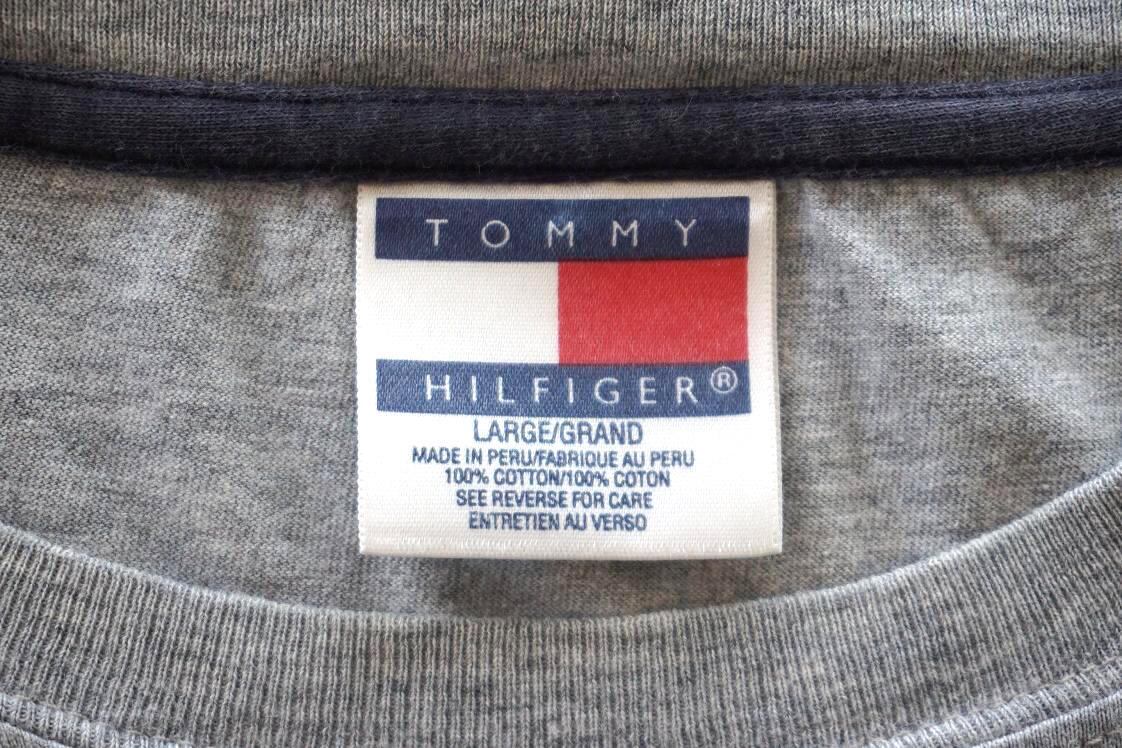 TOMMY
HILFIGER®
LARGE/GRAND
MADE IN PERU/FABRIQUE AU PERU
100% COTTON/100% COTON
SEE REVERSE FOR CARE
ENTRETIEN AU VERSO